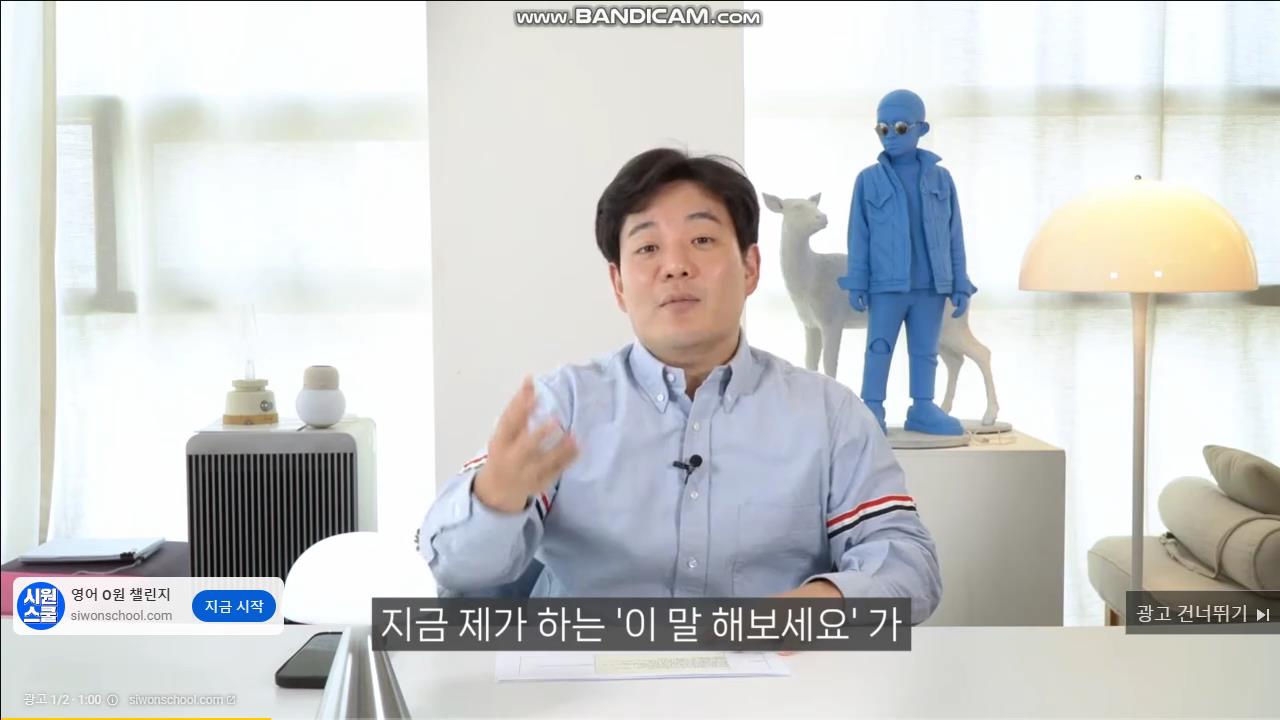 www.BANDICAM.com
시원
스쿨
영어 0원 챌린지
siwonschool.com
지금 시작
지금 제가 하는 '이 말 해보세요' 가
광고 건너뛰기
광고 1/2 · 1:00
siwonschool.com